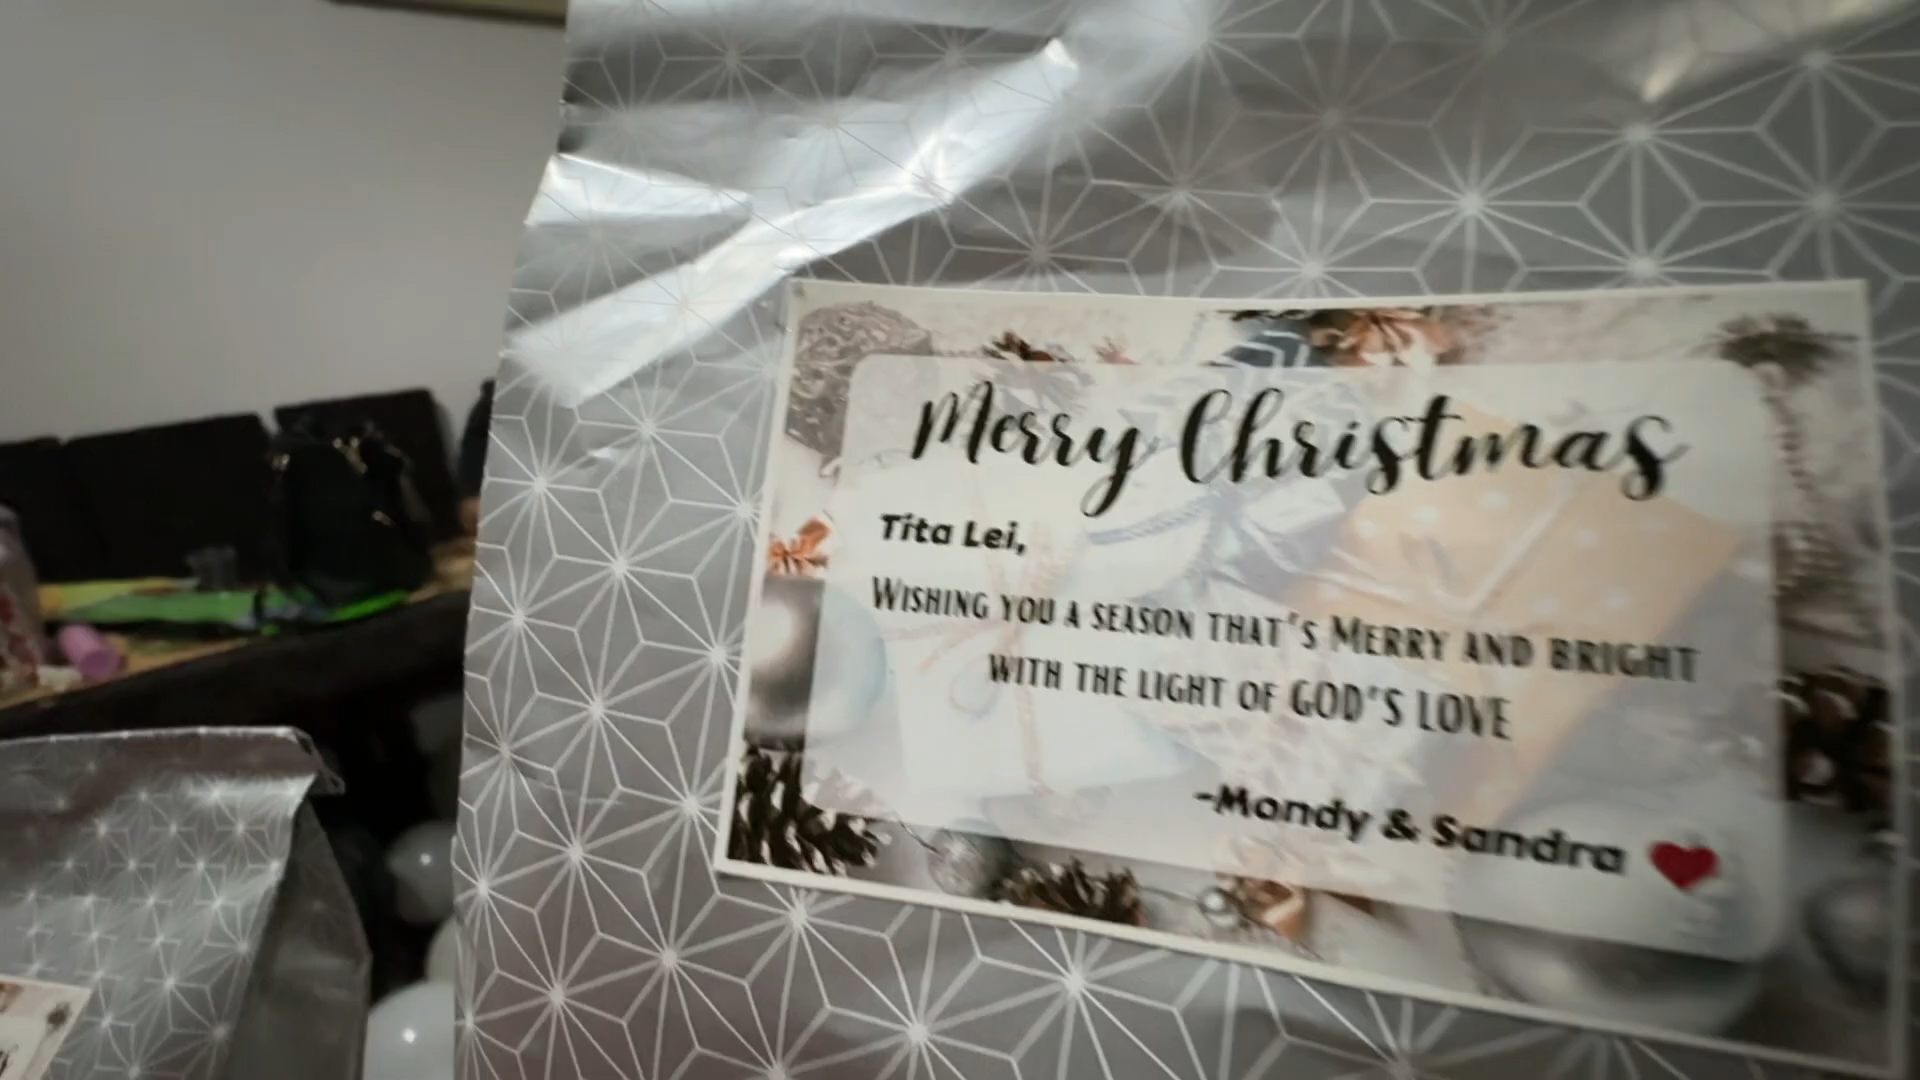 Merry Christmas
Tita Lei,
WISHING YOU A SEASON THAT'S MERRY AND BRIGHT
WITH THE LIGHT OF GOD'S LOVE
-Mondy & Sandra